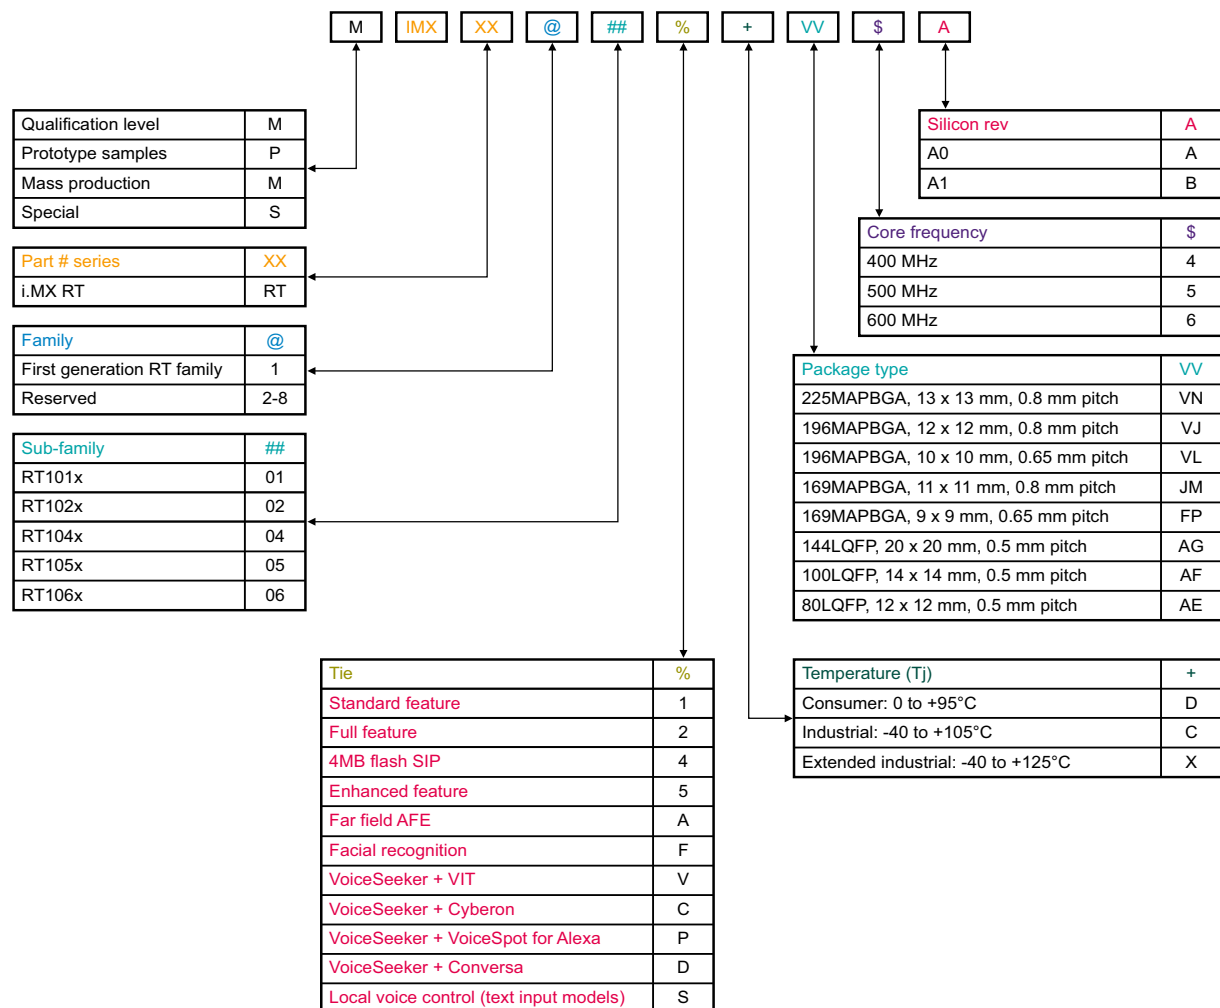 M IMX XX @ ## % + VV $ A
Qualification level M
Prototype samples P
Mass production M
Special S
Part # series XX
i.MX RT RT
Family @
First generation RT family 1
Reserved 2-8
Sub-family ##
RT101x 01
RT102x 02
RT104x 04
RT105x 05
RT106x 06
Tie %
Standard feature 1
Full feature 2
4MB flash SIP 4
Enhanced feature 5
Far field AFE A
Facial recognition F
VoiceSeeker + VIT V
VoiceSeeker + Cyberon C
VoiceSeeker + VoiceSpot for Alexa P
VoiceSeeker + Conversa D
Local voice control (text input models) S
Silicon rev A
A0 A
A1 B
Core frequency $
400 MHz 4
500 MHz 5
600 MHz 6
Package type VV
225MAPBGA, 13 x 13 mm, 0.8 mm pitch VN
196MAPBGA, 12 x 12 mm, 0.8 mm pitch VJ
196MAPBGA, 10 x 10 mm, 0.65 mm pitch VL
169MAPBGA, 11 x 11 mm, 0.8 mm pitch JM
169MAPBGA, 9 x 9 mm, 0.65 mm pitch FP
144LQFP, 20 x 20 mm, 0.5 mm pitch AG
100LQFP, 14 x 14 mm, 0.5 mm pitch AF
80LQFP, 12 x 12 mm, 0.5 mm pitch AE
Temperature (Tj) +
Consumer: 0 to +95°C D
Industrial: -40 to +105°C C
Extended industrial: -40 to +125°C X